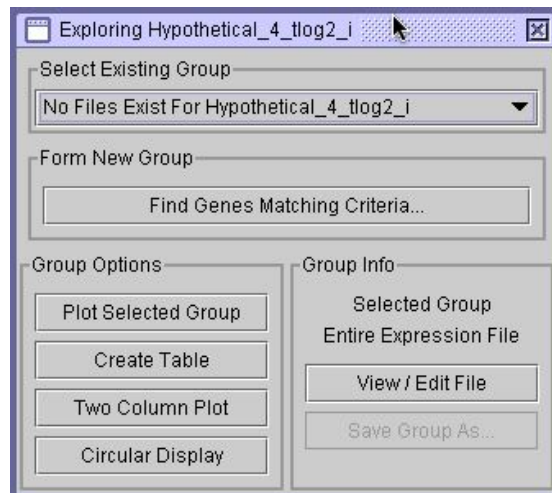 Exploring Hypothetical_4_tlog2_i
Select Existing Group
No Files Exist For Hypothetical_4_tlog2_i
Form New Group
Find Genes Matching Criteria...
Group Options
Plot Selected Group
Create Table
Two Column Plot
Circular Display
Group Info
Selected Group
Entire Expression File
View / Edit File
Save Group As...